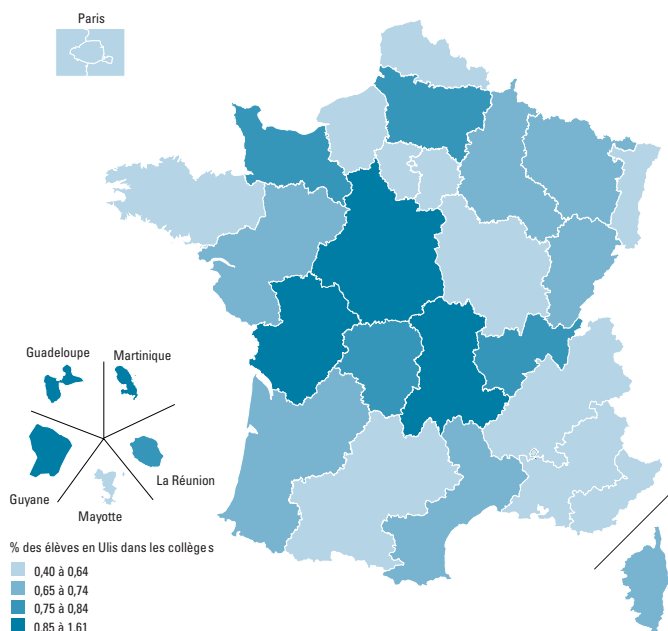 Paris
Guadeloupe
Martinique
La Réunion
Guyane
Mayotte
% des élèves en Ulis dans les collèges
0,40 à 0,64
0,65 à 0,74
0,75 à 0,84
0,85 à 1,61